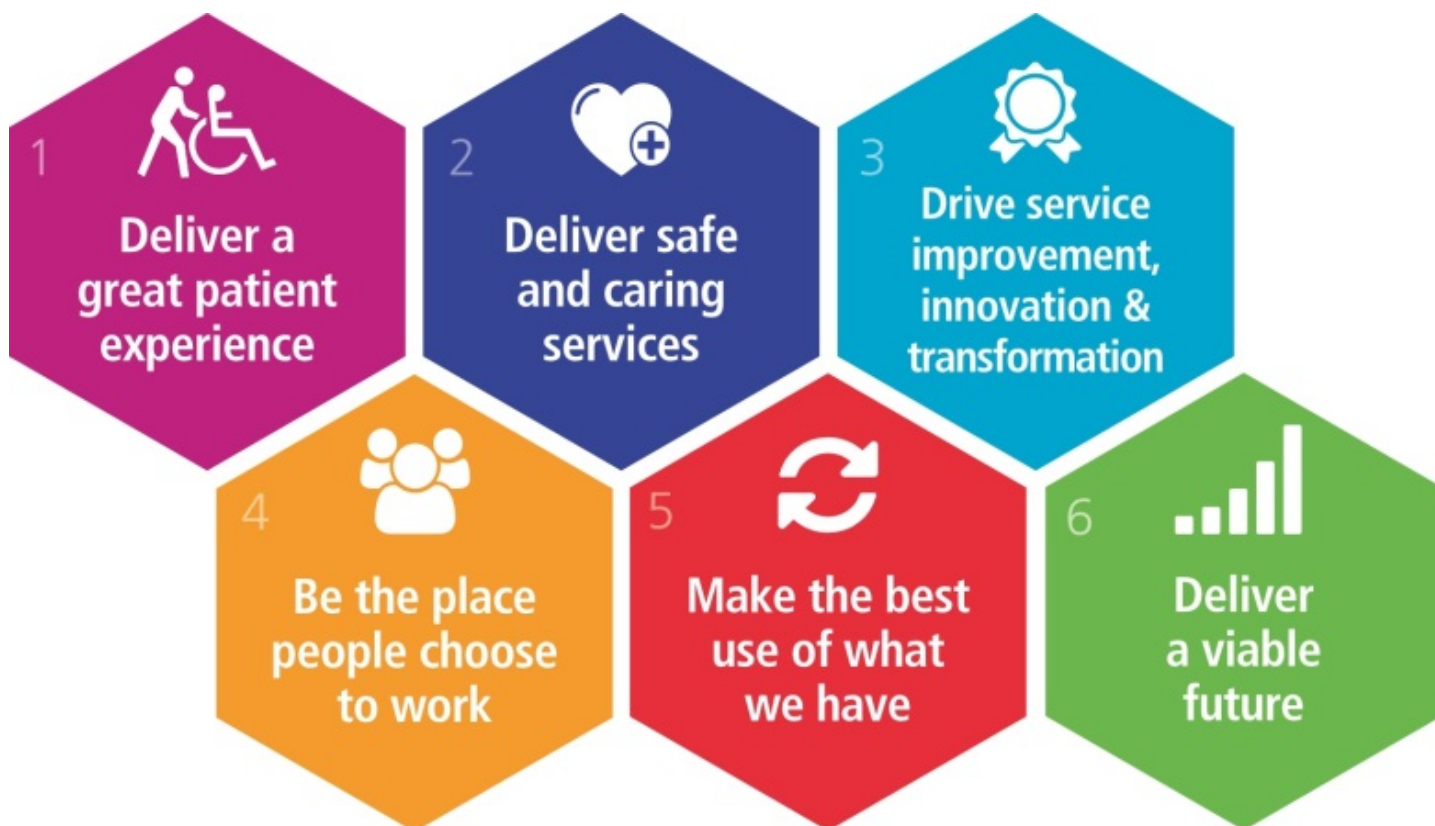 1
Deliver a
great patient
experience
2
Deliver safe
and caring
services
3
Drive service
improvement,
innovation &
transformation
4
Be the place
people choose
to work
5
Make the best
use of what
we have
6
Deliver
a viable
future